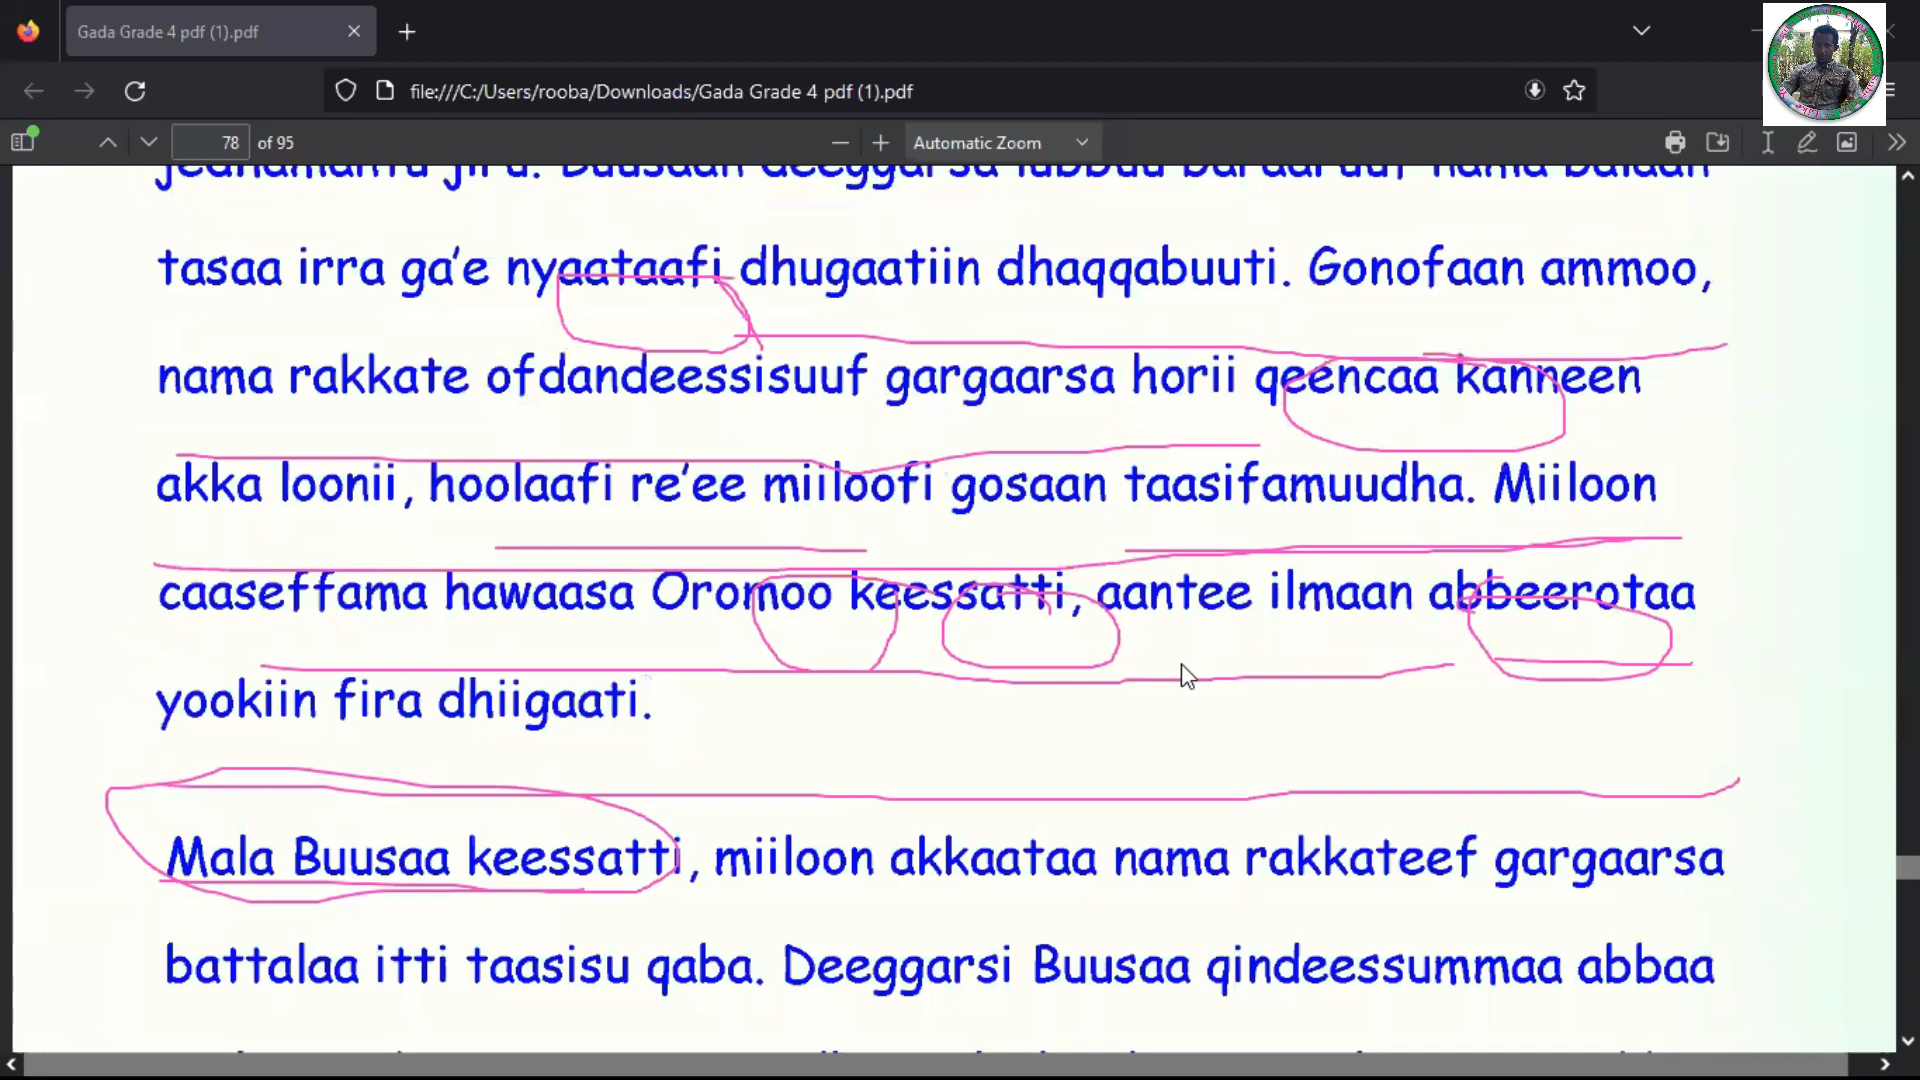 Gada Grade 4 pdf (1).pdf
file:///C:/Users/rooba/Downloads/Gada Grade 4 pdf (1).pdf
78 of 95
Automatic Zoom
tasaa irra ga’e nyaataafi dhugaatiin dhaqqabuuti. Gonofaan ammoo,
nama rakkate ofdandeessisuuf gargaarsa horii qeencaa kanneen
akka loonii, hoolaafi re’ee miiloofi gosaan taasifamuudha. Miiloon
caaseffama hawaasa Oromoo keessatti, aantee ilmaan abbeerotaa
yookiin fira dhiigaati.
Mala Buusaa keessatti, miiloon akkaataa nama rakkateef gargaarsa
battalaa itti taasisu qaba. Deeggarsi Buusaa qindeessummaa abbaa